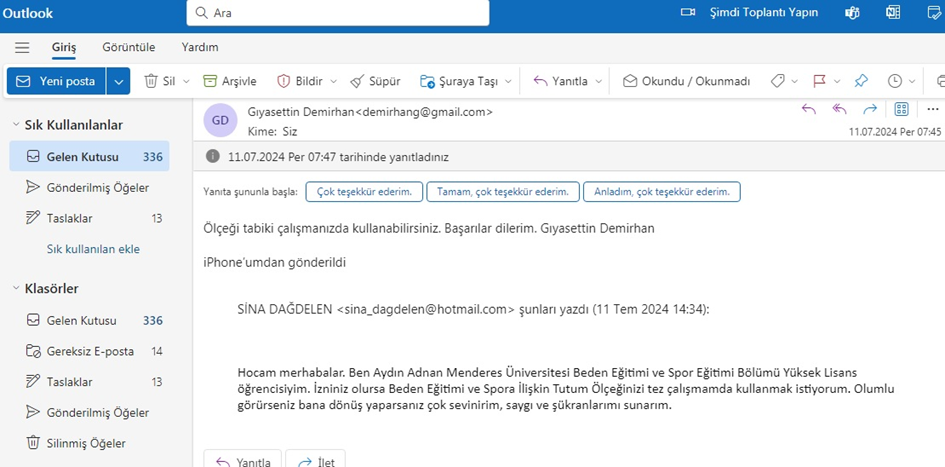 Outlook
Ara
Şimdi Toplantı Yapın
Giriş Görüntüle Yardım
Yeni posta Sil Arşivle Bildir Süpür Şuraya Taşı Yanıtla Okundu / Okunmadı
Sık Kullanılanlar
Gelen Kutusu 336
Gönderilmiş Öğeler
Taslaklar 13
Sık kullanılan ekle
Klasörler
Gelen Kutusu 336
Gereksiz E-posta 14
Taslaklar 13
Gönderilmiş Öğeler
Silinmiş Öğeler
GD
Gıyasettin Demirhan<demirhang@gmail.com>
Kime: Siz
11.07.2024 Per 07:45
11.07.2024 Per 07:47 tarihinde yanıtladınız
Yanıta şununla başla: Çok teşekkür ederim. Tamam, çok teşekkür ederim. Anladım, çok teşekkür ederim.
Ölçeği tabiki çalışmanızda kullanabilirsiniz. Başarılar dilerim. Gıyasettin Demirhan
iPhone'umdan gönderildi
SİNA DAĞDELEN <sina_dagdelen@hotmail.com> şunları yazdı (11 Tem 2024 14:34):
Hocam merhabalar. Ben Aydın Adnan Menderes Üniversitesi Beden Eğitimi ve Spor Eğitimi Bölümü Yüksek Lisans
öğrencisiyim. İzniniz olursa Beden Eğitimi ve Spora İlişkin Tutum Ölçeğinizi tez çalışmamda kullanmak istiyorum. Olumlu
görürseniz bana dönüş yaparsanız çok sevinirim, saygı ve şükranlarımı sunarım.
Yanıtla İlet